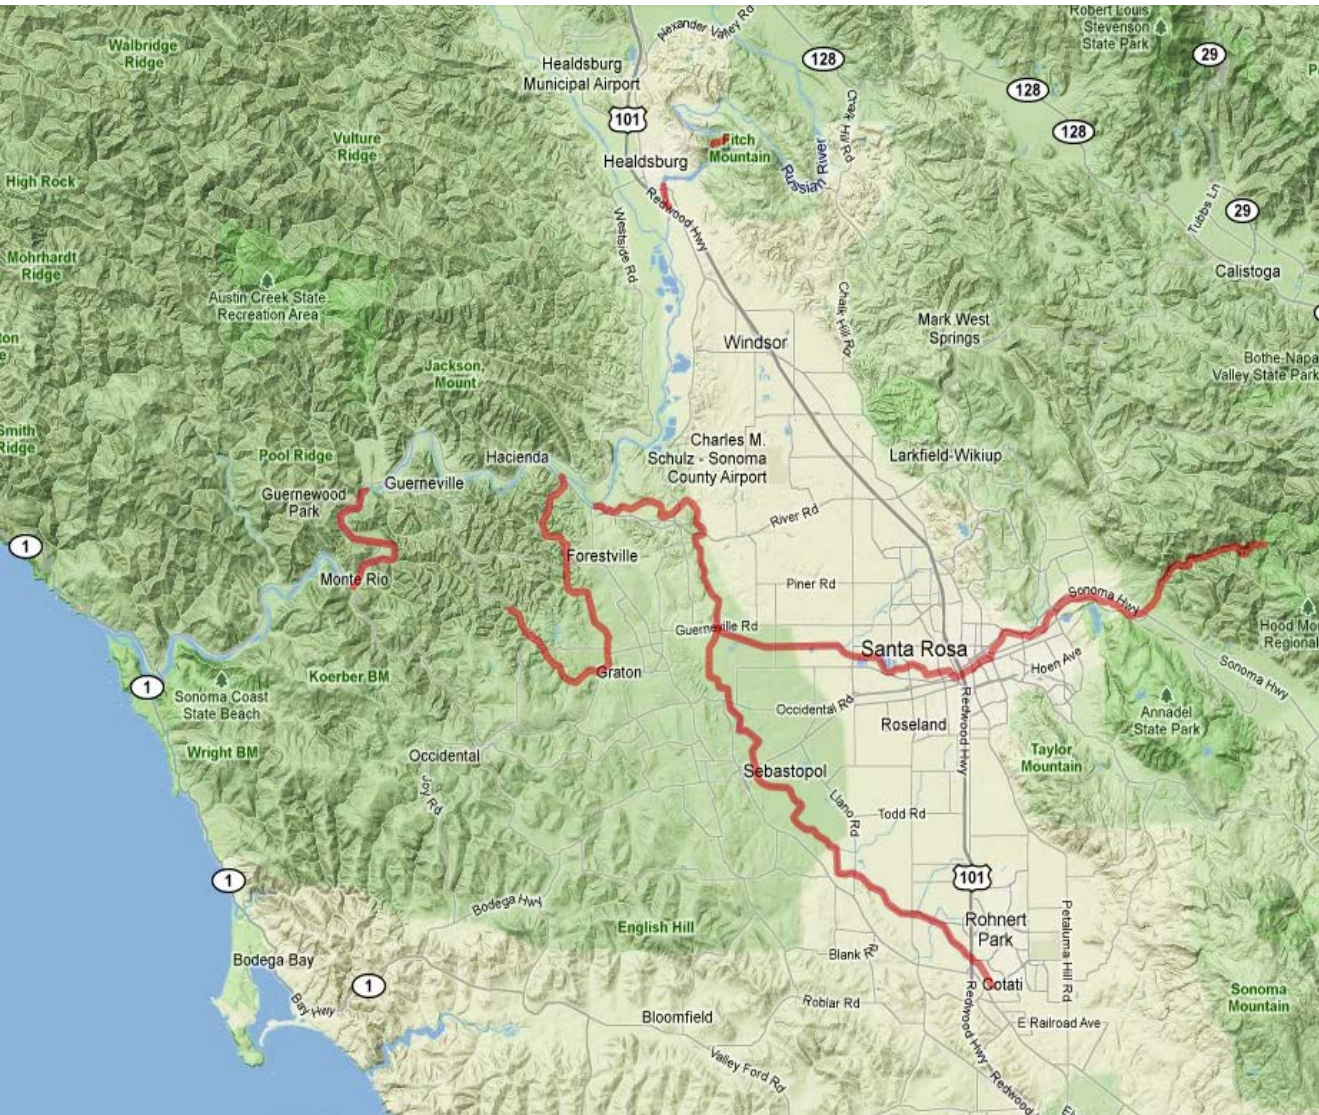 Robert Louis
Stevenson
State Park
Alexander Valley Rd
Walbridge
Ridge
29
128
Healdsburg
Municipal Airport
128
101
Chalk Hill Rd
128
Vulture
Ridge
Fitch
Mountain
Healdsburg
Russian River
High Rock
Redwood Hwy
Tubbs Ln
29
Westside Rd
Mohrhardt
Ridge
Calistoga
Austin Creek State
Recreation Area
Chalk Hill Rd
Mark West
Springs
Windsor
Bothe-Napa
Valley State Park
Jackson,
Mount
Smith
Ridge
Charles M.
Schulz - Sonoma
County Airport
Pool Ridge
Hacienda
Larkfield-Wikiup
Guerneville
Guernewood
Park
River Rd
1
Forestville
Monte Rio
Piner Rd
Sonoma Hwy
Guerneville Rd
Hood Mo
Regional
Santa Rosa
Hoen Ave
Graton
Sonoma Hwy
Koerber BM
1
Sonoma Coast
State Beach
Occidental Rd
Redwood Hwy
Annadel
State Park
Roseland
Wright BM
Occidental
Taylor
Mountain
Sebastopol
Joy Rd
Llano Rd
Todd Rd
1
101
Bodega Hwy
English Hill
Rohnert
Park
Petaluma Hill Rd
Blank Rd
Bodega Bay
1
Cotati
Bay Hwy
Roblar Rd
Sonoma
Mountain
Bloomfield
Redwood Hwy
E Railroad Ave
Valley Ford Rd
Redwood